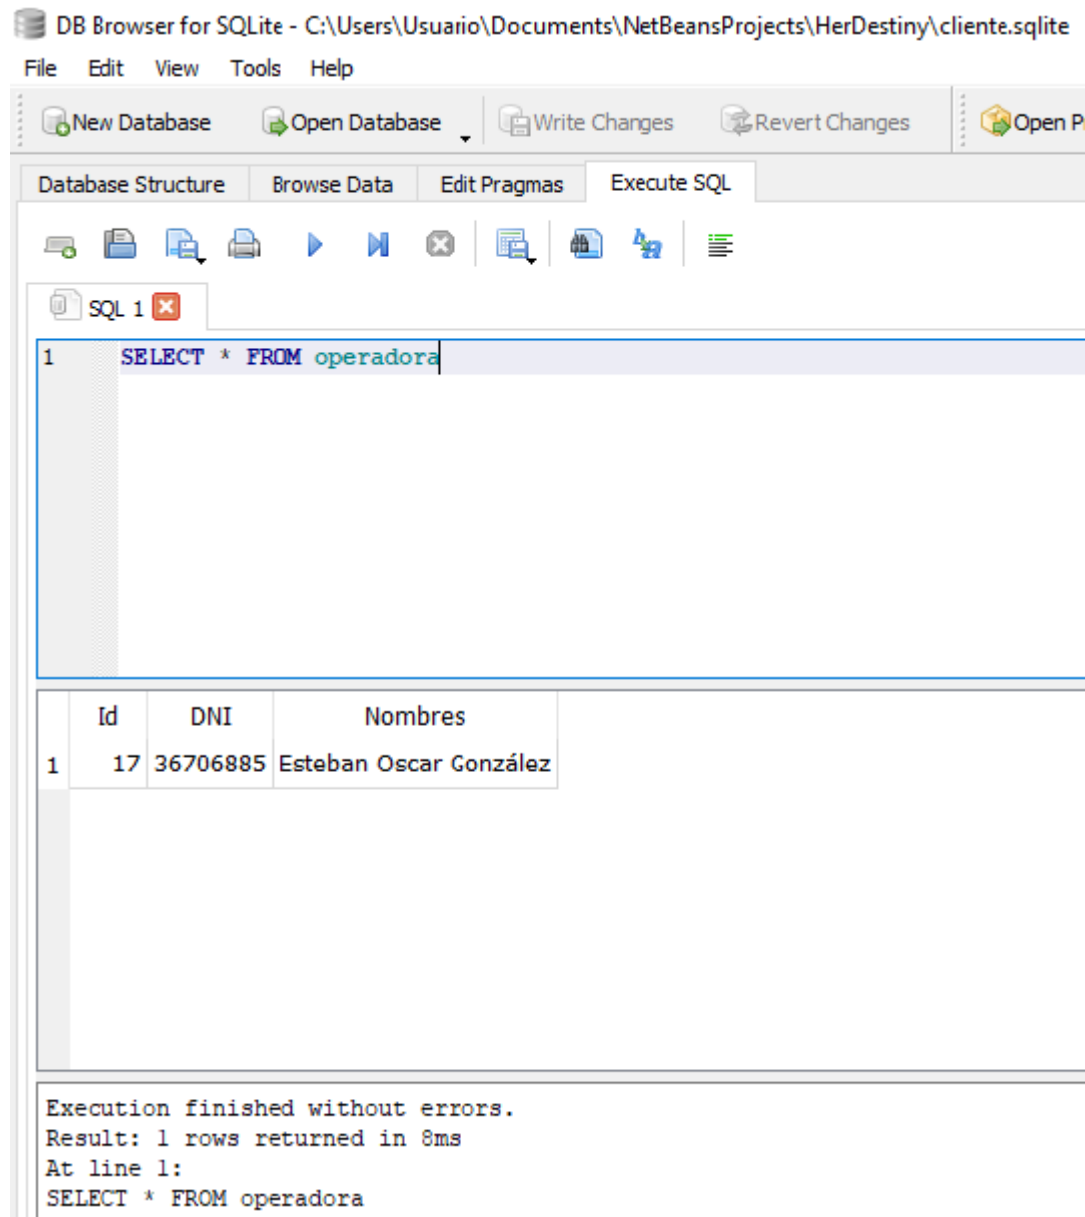 DB Browser for SQLite - C:\Users\Usuario\Documents\NetBeansProjects\HerDestiny\cliente.sqlite
File Edit View Tools Help
New Database Open Database Write Changes Revert Changes Open P
Database Structure Browse Data Edit Pragmas Execute SQL
SQL 1
1 SELECT * FROM operadora
Id DNI Nombres
1 17 36706885 Esteban Oscar González
Execution finished without errors.
Result: 1 rows returned in 8ms
At line 1:
SELECT * FROM operadora